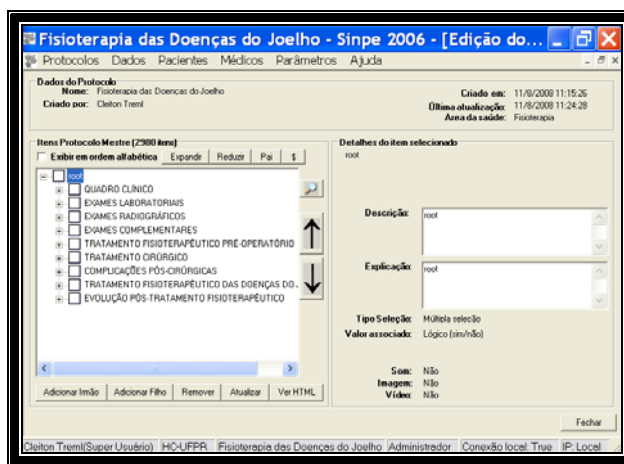 Fisioterapia das Doenças do Joelho - Sinpe 2006 - [Edição do...
Protocolos Dados Pacientes Médicos Parâmetros Ajuda
Dados do Protocolo
Nome: Fisioterapia das Doencas do Joelho
Criado por: Cleiton Treml
Criado em: 11/8/2008 11:15:26
Última atualização: 11/8/2008 11:24:28
Area da saúde: Fisioterapia
Itens Protocolo Mestre (2980 itens)
Exibir em ordem alfabética Expandir Reduzir Pai $
root
QUADRO CLÍNICO
EXAMES LABORATORIAIS
EXAMES RADIOGRÁFICOS
EXAMES COMPLEMENTARES
TRATAMENTO FISIOTERAPÊUTICO PRÉ-OPERATÓRIO
TRATAMENTO CIRÚRGICO
COMPLICAÇÕES PÓS-CIRÚRGICAS
TRATAMENTO FISIOTERAPÊUTICO DAS DOENÇAS DO.
EVOLUÇÃO PÓS-TRATAMENTO FISIOTERAPÊUTICO
Adicionar Irmão Adicionar Filho Remover Atualizar Ver HTML
Detalhes do item selecionado
root
Descrição: root
Explicação: root
Tipo Seleção: Múltipla selecão
Valor associado: Lógico (sim/não)
Som: Não
Imagem: Não
Vídeo: Não
Fechar
Cleiton Treml(Super Usuário) HC-UFPR Fisioterapia das Doenças do Joelho Administrador Conexão local: True IP: Local